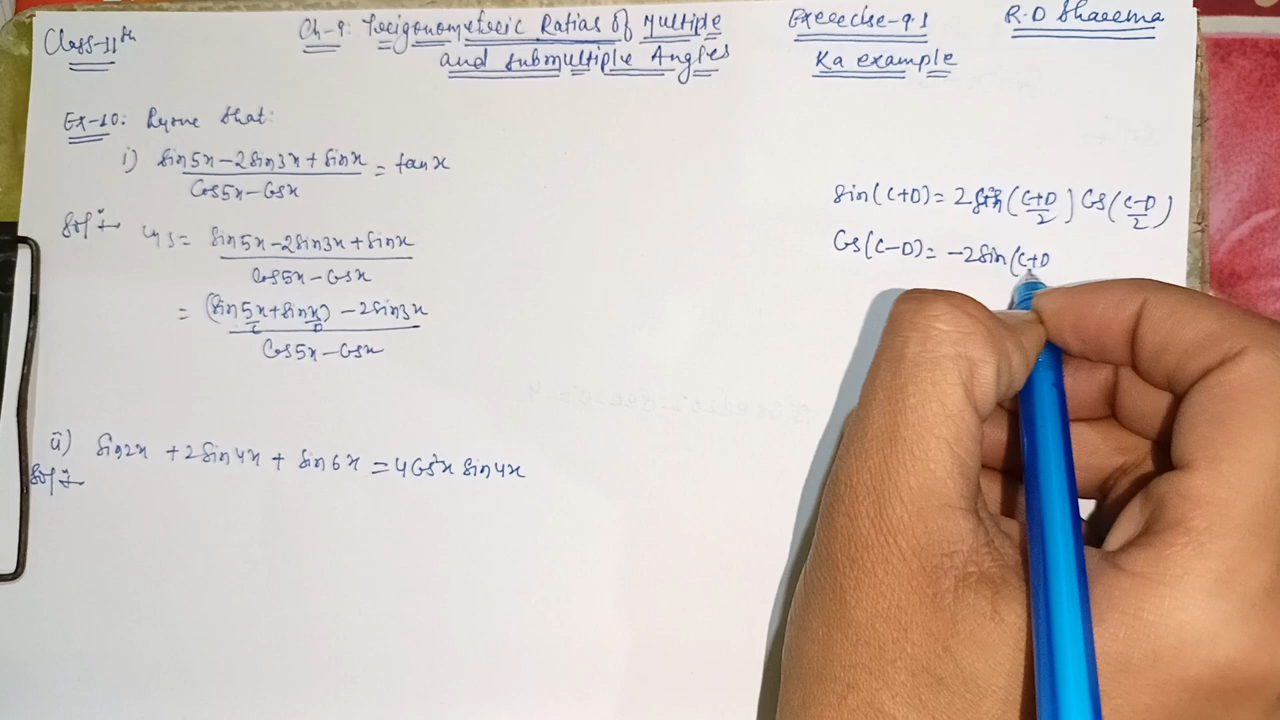 Class-11th
Ch-9: Trigonometric Ratios of Multiple and submultiple Angles
Exercise-9.1 Ka example
R.D Sharma
Ex-10: Prove that:
i) sin5x-2sin3x+sinx / Cos5x-Cosx = tanx
Sol:- LHS = sin5x-2sin3x+sinx / Cos5x-Cosx
= (sin5x+sinx) -2sin3x / Cos5x-Cosx
C D
sin(C+D)= 2sin(C+D/2) Cos(C-D/2)
Cos(C-D)= -2sin(C+D
ii) sin2x +2sin4x + sin6x = 4Cos²x sin4x
Sol:-